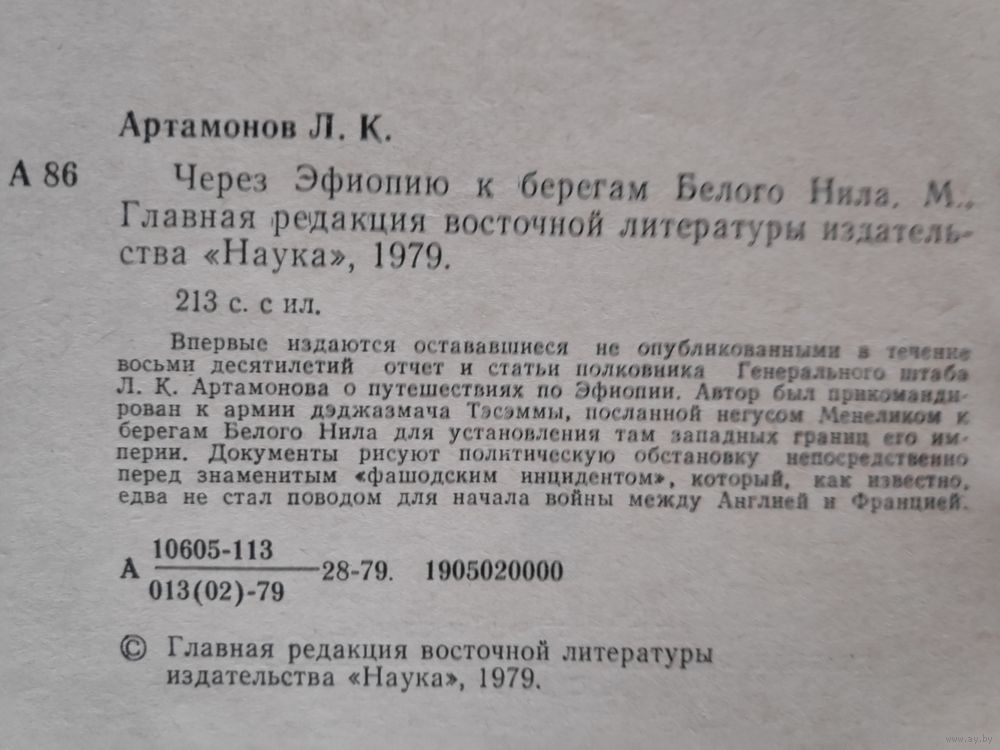 Артамонов Л. К.
А 86
Через Эфиопию к берегам Белого Нила. М.,
Главная редакция восточной литературы издатель-
ства «Наука», 1979.
213 с. с ил.
Впервые издаются остававшиеся не опубликованными в течение
восьми десятилетий отчет и статьи полковника Генерального штаба
Л. К. Артамонова о путешествиях по Эфиопии. Автор был прикоманди-
рован к армии дэджазмача Тэсэммы, посланной негусом Менеликом к
берегам Белого Нила для установления там западных границ его им-
перии. Документы рисуют политическую обстановку непосредственно
перед знаменитым «фашодским инцидентом», который, как известно,
едва не стал поводом для начала войны между Англией и Францией.
А 10605-113
013(02)-79 28-79. 1905020000
© Главная редакция восточной литературы
издательства «Наука», 1979.
www.ay.by